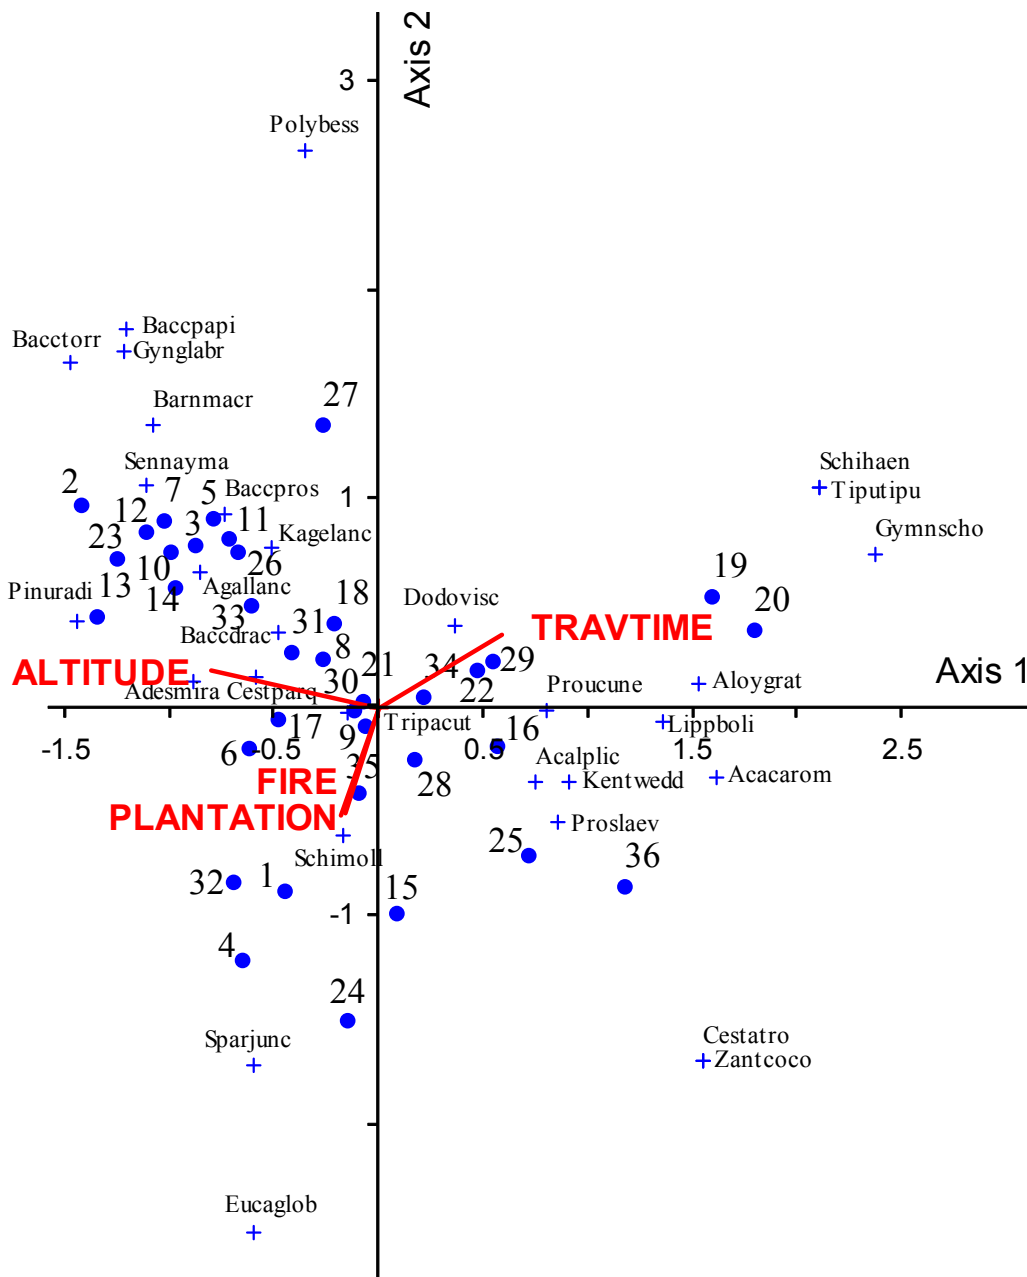 Axis 2
3
Polybess
Baccpapi
Bacctorr
Gynglabr
27
Barnmacr
Sennayma
Schihaen
2
7
5
Baccpros
1
Tiputipu
12
3
11
Kagelanc
Gymnscho
23
10
26
19
13
14
Agallanc
18
Dodovisc
20
Pinuradi
33
31
TRAVTIME
Baccdrac
8
ALTITUDE
21
34
29
Axis 1
Adesmira
Cestparq
30
22
Proucune
Aloygrat
17
9
Tripacut
16
Lippboli
-1.5
6
-0.5
0.5
1.5
2.5
FIRE
35
28
Acalplic
Kentwedd
Acacarom
PLANTATION
Proslaev
Schimoll
25
36
32
1
15
-1
4
24
Sparjunc
Cestatro
Zantcoco
Eucaglob